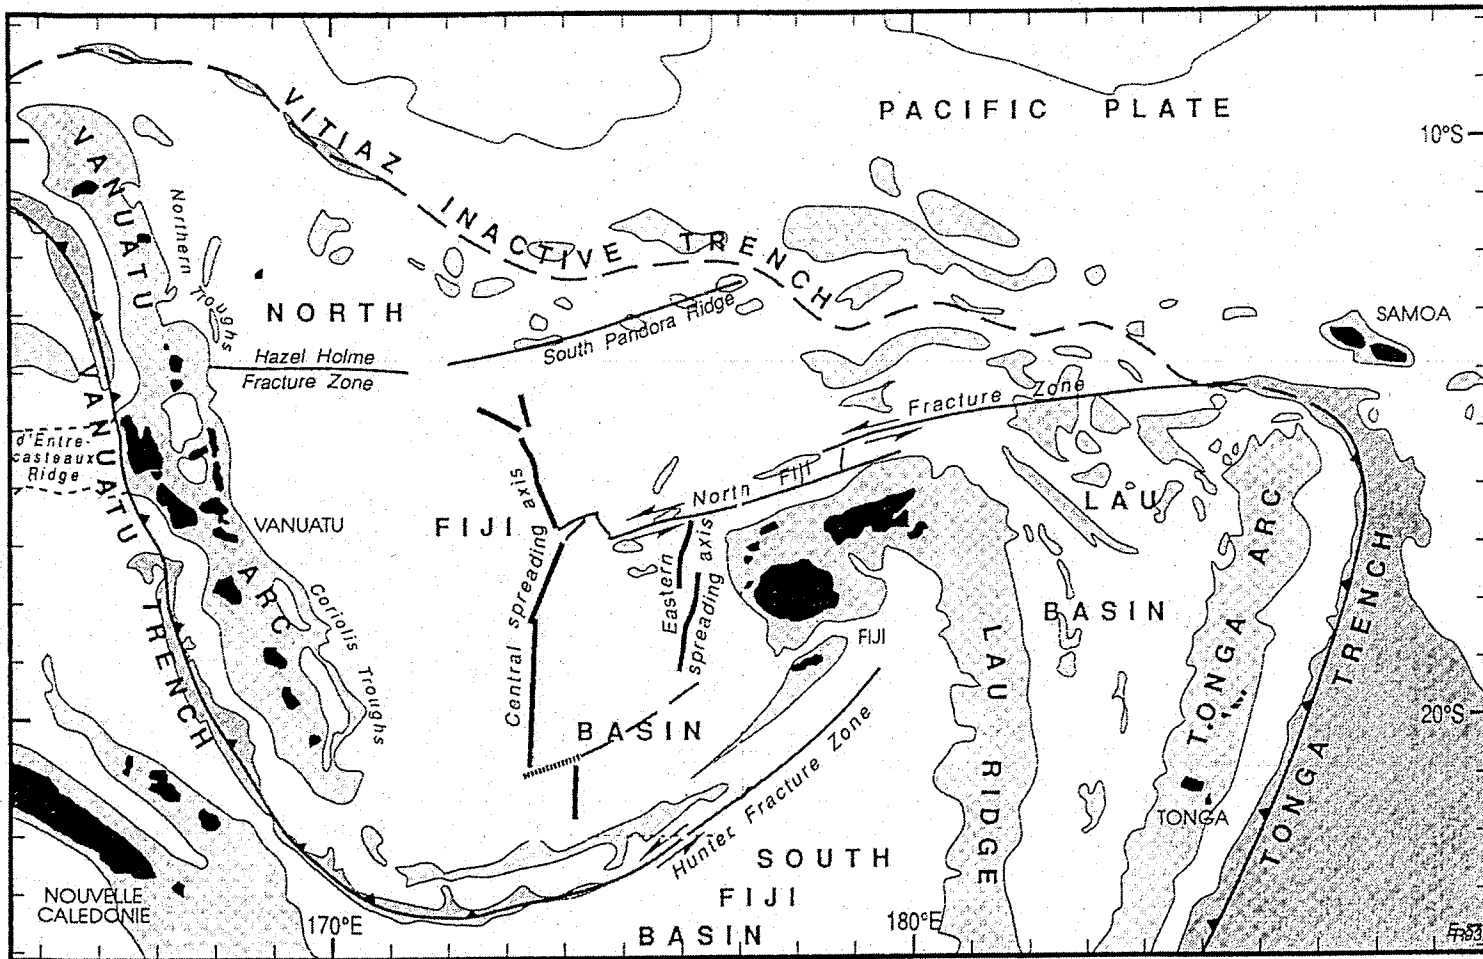 PACIFIC PLATE
10°S
VITIAZ INACTIVE TRENCH
VANUATU ARC
Northern Troughs
NORTH
South Pandora Ridge
SAMOA
Hazel Holme
Fracture Zone
VANUATU TRENCH
d'Entre-
casteaux
Ridge
North Fiji Fracture Zone
LAU
VANUATU
FIJI
Central spreading axis
Eastern
spreading axis
Coriolis Troughs
FIJI
BASIN
TONGA ARC
TONGA TRENCH
LAU RIDGE
BASIN
20°S
Hunter Fracture Zone
TONGA
SOUTH
FIJI
BASIN
NOUVELLE
CALEDONIE
170°E
180°E